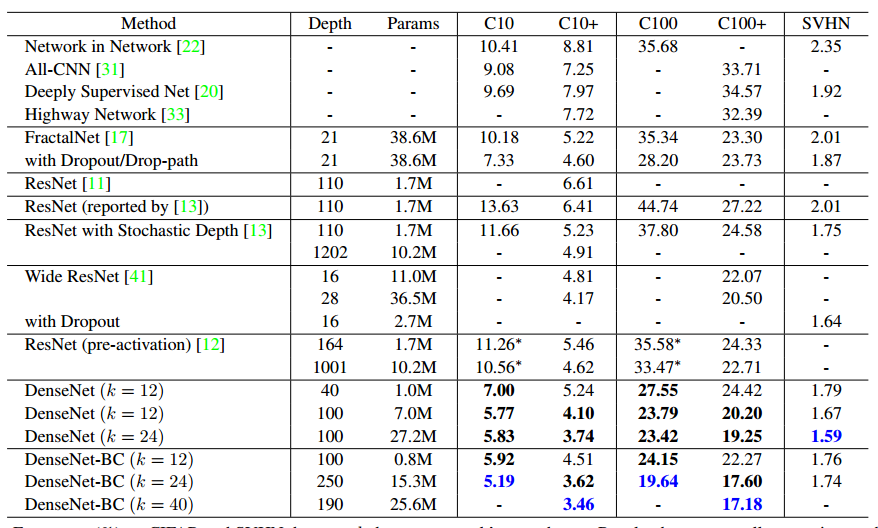 Method Depth Params C10 C10+ C100 C100+ SVHN
Network in Network [22] - - 10.41 8.81 35.68 - 2.35
All-CNN [31] - - 9.08 7.25 - 33.71 -
Deeply Supervised Net [20] - - 9.69 7.97 - 34.57 1.92
Highway Network [33] - - - 7.72 - 32.39 -
FractalNet [17] 21 38.6M 10.18 5.22 35.34 23.30 2.01
with Dropout/Drop-path 21 38.6M 7.33 4.60 28.20 23.73 1.87
ResNet [11] 110 1.7M - 6.61 - - -
ResNet (reported by [13]) 110 1.7M 13.63 6.41 44.74 27.22 2.01
ResNet with Stochastic Depth [13] 110 1.7M 11.66 5.23 37.80 24.58 1.75
1202 10.2M - 4.91 - - -
Wide ResNet [41] 16 11.0M - 4.81 - 22.07 -
28 36.5M - 4.17 - 20.50 -
with Dropout 16 2.7M - - - - 1.64
ResNet (pre-activation) [12] 164 1.7M 11.26* 5.46 35.58* 24.33 -
1001 10.2M 10.56* 4.62 33.47* 22.71 -
DenseNet (k = 12) 40 1.0M 7.00 5.24 27.55 24.42 1.79
DenseNet (k = 12) 100 7.0M 5.77 4.10 23.79 20.20 1.67
DenseNet (k = 24) 100 27.2M 5.83 3.74 23.42 19.25 1.59
DenseNet-BC (k = 12) 100 0.8M 5.92 4.51 24.15 22.27 1.76
DenseNet-BC (k = 24) 250 15.3M 5.19 3.62 19.64 17.60 1.74
DenseNet-BC (k = 40) 190 25.6M - 3.46 - 17.18 -